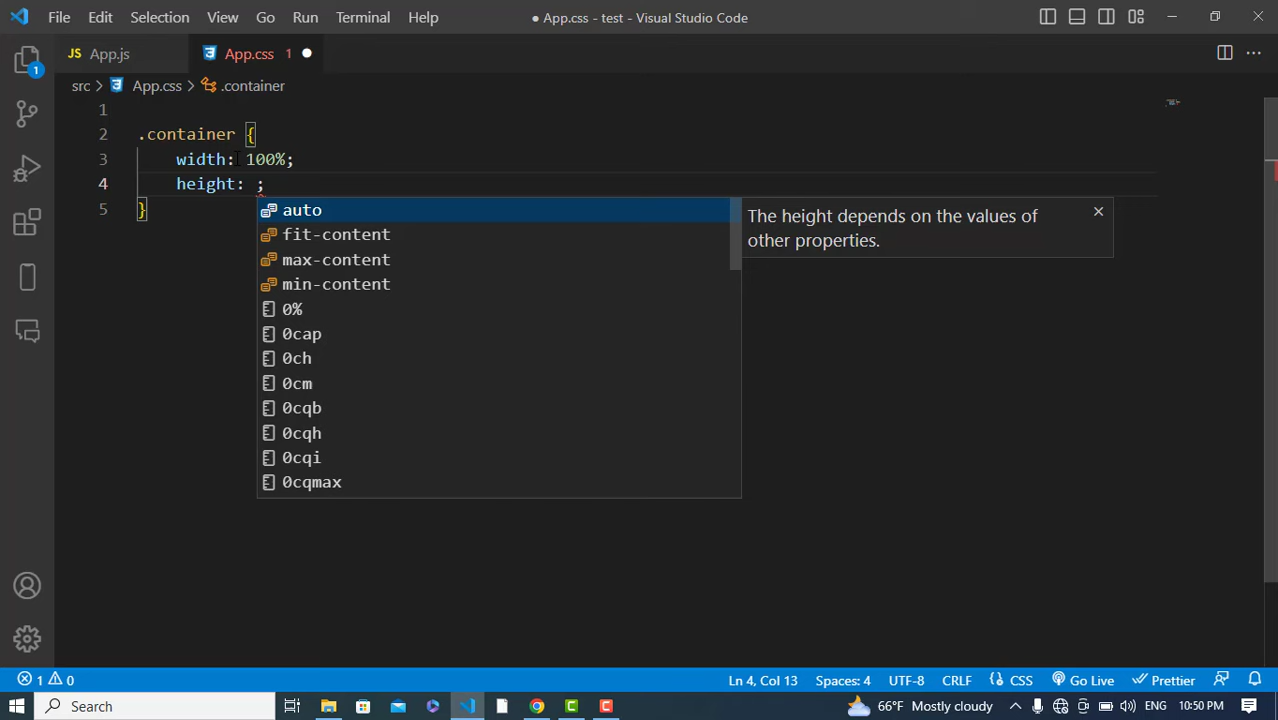 File Edit Selection View Go Run Terminal Help ● App.css - test - Visual Studio Code
JS App.js App.css 1
src > App.css > .container
1
2 .container {
3 width: 100%;
4 height: ;
5 }
auto
fit-content
max-content
min-content
0%
0cap
0ch
0cm
0cqb
0cqh
0cqi
0cqmax
The height depends on the values of
other properties.
1
1 0 Ln 4, Col 13 Spaces: 4 UTF-8 CRLF {} CSS Go Live Prettier
Search 66°F Mostly cloudy ENG 10:50 PM